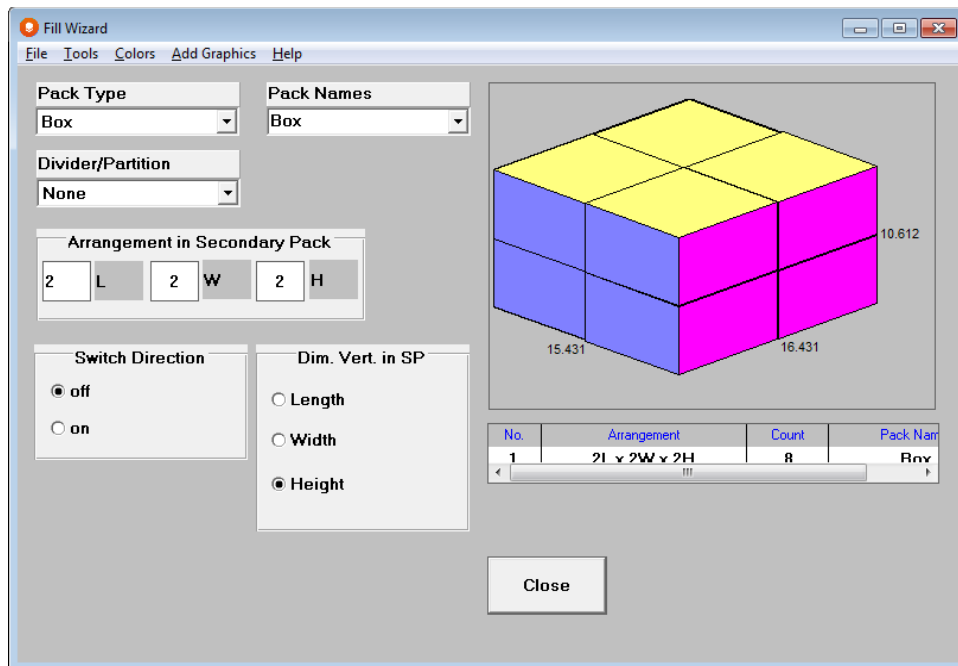 Fill Wizard
File Tools Colors Add Graphics Help
Pack Type
Box
Pack Names
Box
Divider/Partition
None
Arrangement in Secondary Pack
2 L 2 W 2 H
Switch Direction
off
on
Dim. Vert. in SP
Length
Width
Height
10.612
15.431
16.431
No. Arrangement Count Pack Nam
1 2L x 2W x 2H 8 Box
Close